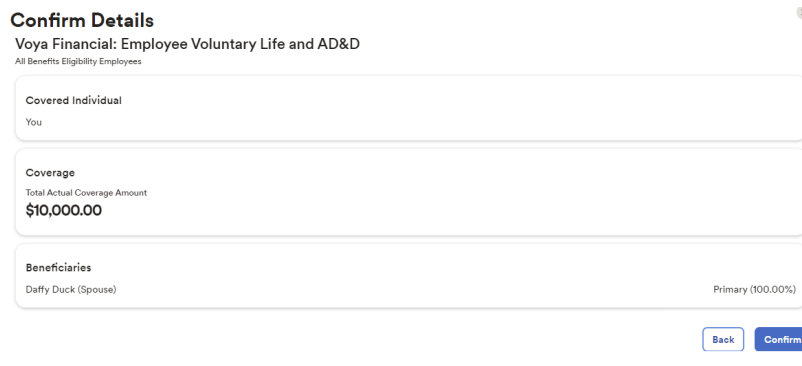 Confirm Details
Voya Financial: Employee Voluntary Life and AD&D
All Benefits Eligibility Employees
Covered Individual
You
Coverage
Total Actual Coverage Amount
$10,000.00
Beneficiaries
Daffy Duck (Spouse) Primary (100.00%)
Back Confirm